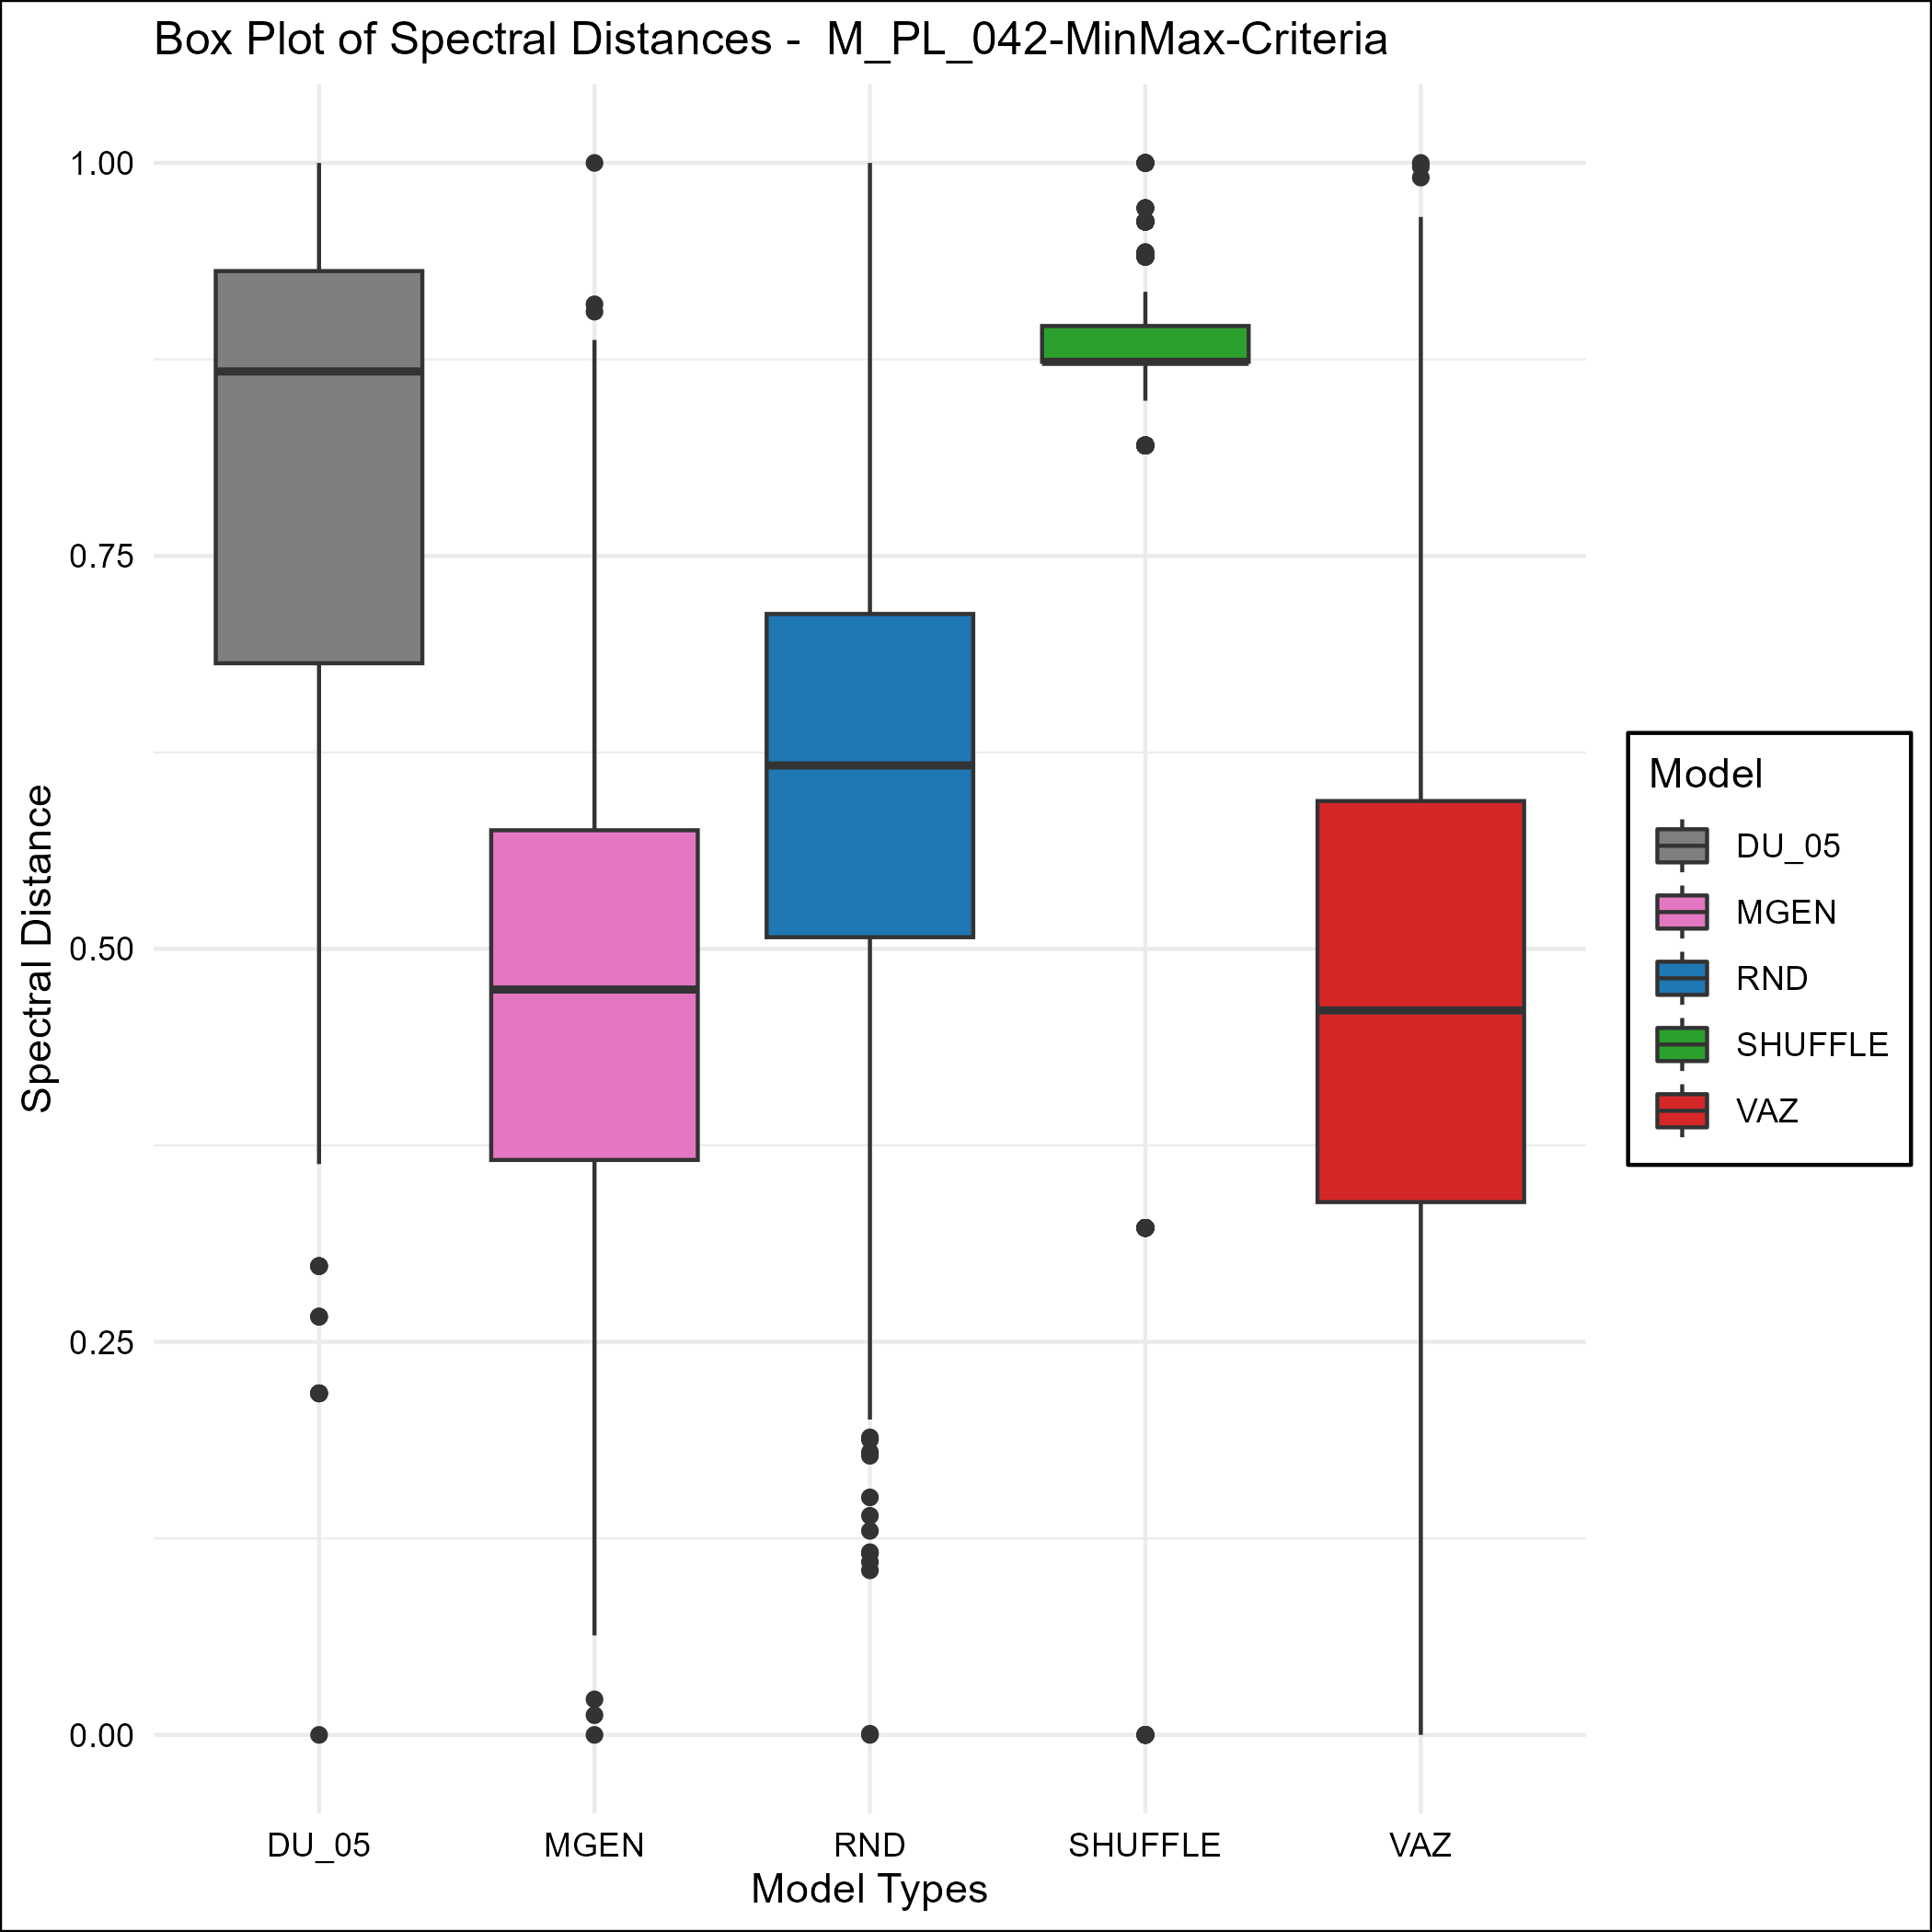 Box Plot of Spectral Distances -  M_PL_042-MinMax-Criteria
1.00
0.75
0.50
0.25
0.00
Spectral Distance
DU_05
MGEN
RND
SHUFFLE
VAZ
Model Types
Model
DU_05
MGEN
RND
SHUFFLE
VAZ